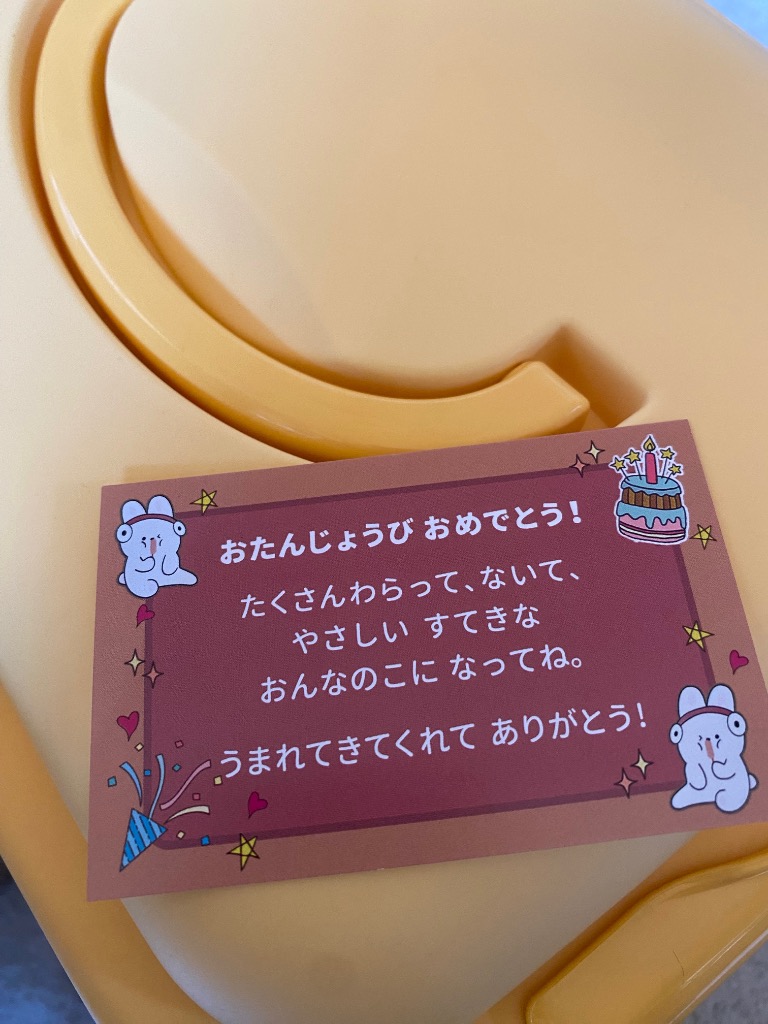 おたんじょうび おめでとう!
たくさんわらって、ないて、
やさしい すてきな
おんなのこに なってね。
うまれてきてくれて ありがとう!